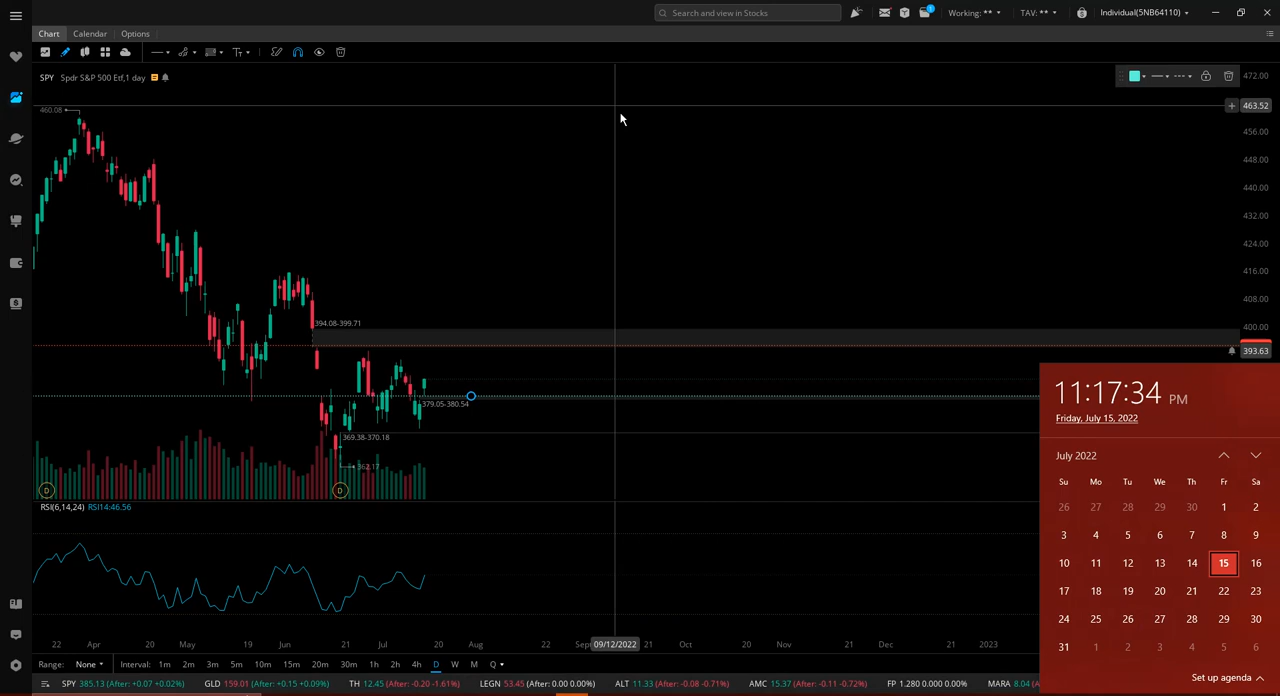 Search and view in Stocks
1
Working: ** TAV: ** Individual(5NB64110)
Chart Calendar Options
SPY Spdr S&P 500 Etf,1 day
472.00
460.08
463.52
456.00
448.00
440.00
432.00
424.00
416.00
408.00
394.08-399.71
400.00
393.63
379.05-380.54
369.38-370.18
362.17
D D
RSI(6,14,24) RSI14:46.56
22 Apr 20 May 19 Jun 21 Jul 20 Aug 22 Sep 09/12/2022 21 Oct 20 Nov 21 Dec 21 2023
Range: None Interval: 1m 2m 3m 5m 10m 15m 20m 30m 1h 2h 4h D W M Q
SPY 385.13 (After: +0.07 +0.02%) GLD 159.01 (After: +0.15 +0.09%) TH 12.45 (After: -0.20 -1.61%) LEGN 53.45 (After: 0.00 0.00%) ALT 11.33 (After: -0.08 -0.71%) AMC 15.37 (After: -0.11 -0.72%) FP 1.280 0.000 0.00% MARA 8.04 (A
11:17:34 PM
Friday, July 15, 2022
July 2022
Su Mo Tu We Th Fr Sa
26 27 28 29 30 1 2
3 4 5 6 7 8 9
10 11 12 13 14 15 16
17 18 19 20 21 22 23
24 25 26 27 28 29 30
31 1 2 3 4 5 6
Set up agenda